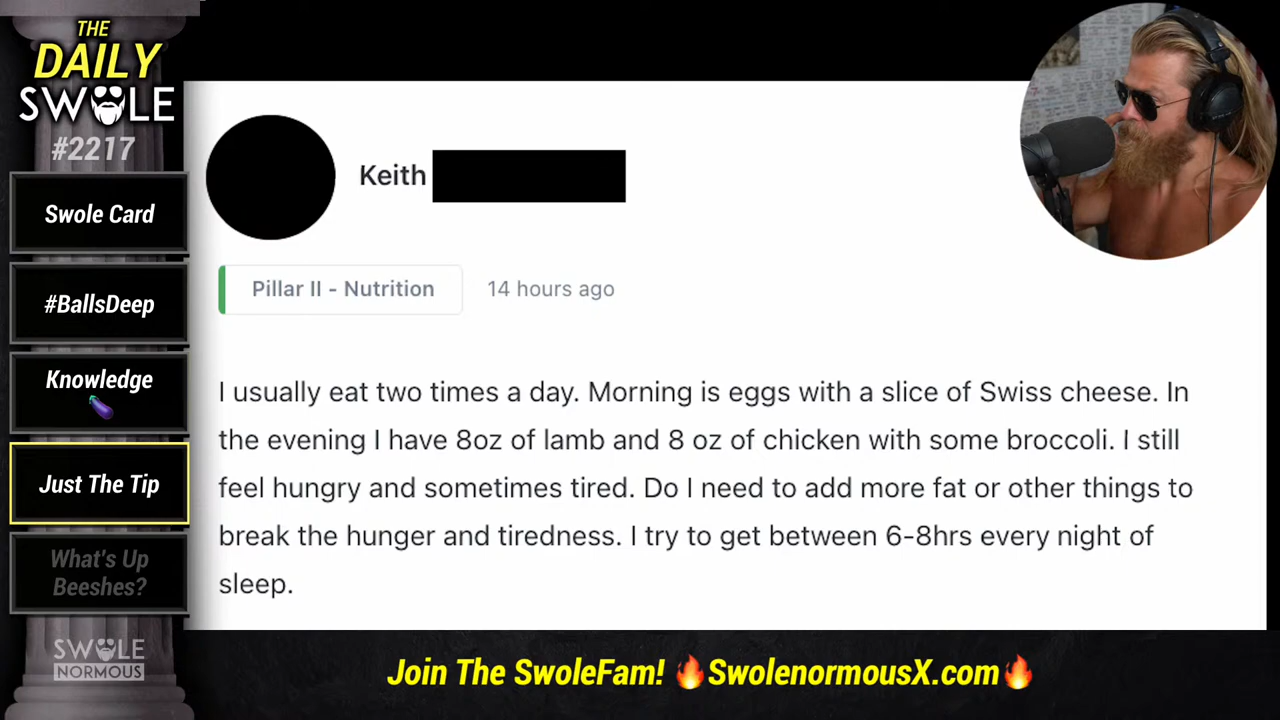 THE
DAILY
SWOLE
#2217
Swole Card
#BallsDeep
Knowledge
Just The Tip
What's Up
Beeshes?
SWOLE
NORMOUS
Keith
Pillar II - Nutrition
14 hours ago
I usually eat two times a day. Morning is eggs with a slice of Swiss cheese. In
the evening I have 8oz of lamb and 8 oz of chicken with some broccoli. I still
feel hungry and sometimes tired. Do I need to add more fat or other things to
break the hunger and tiredness. I try to get between 6-8hrs every night of
sleep.
Join The SwoleFam! 🔥SwolenormousX.com🔥